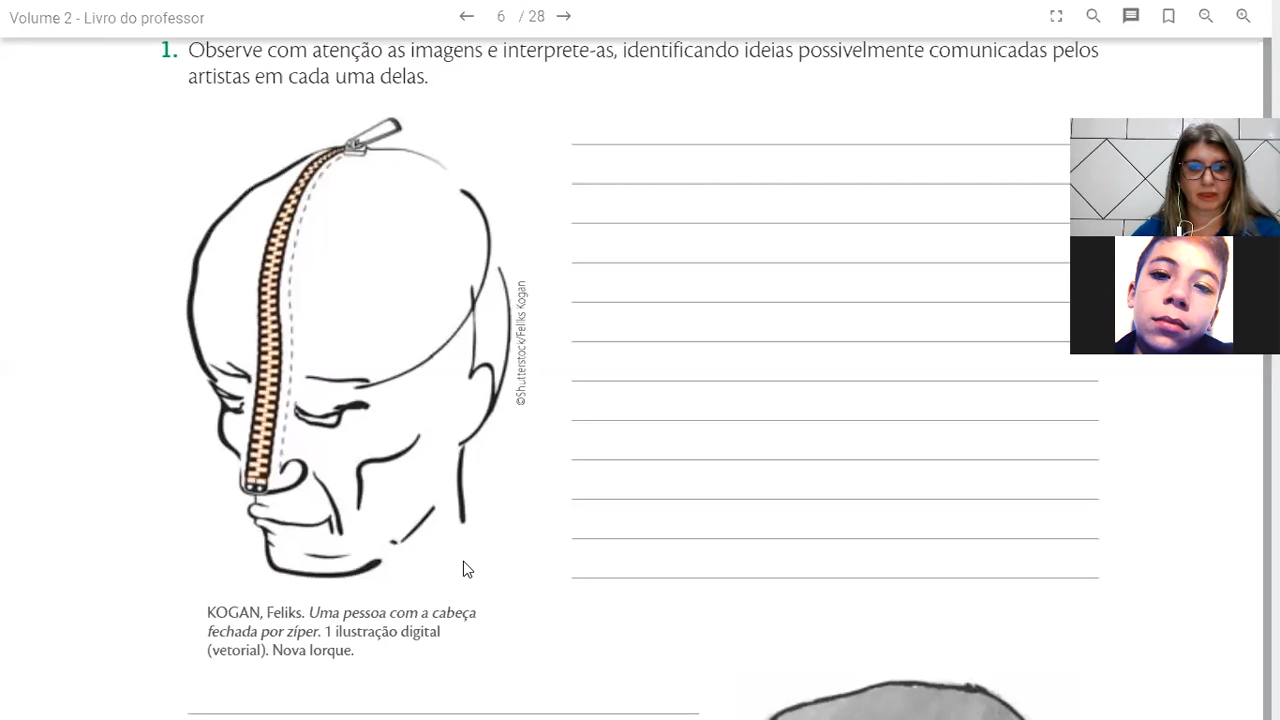 Volume 2 - Livro do professor
6 / 28
1. Observe com atenção as imagens e interprete-as, identificando ideias possivelmente comunicadas pelos
artistas em cada uma delas.
©Shutterstock/Feliks Kogan
KOGAN, Feliks. Uma pessoa com a cabeça
fechada por zíper. 1 ilustração digital
(vetorial). Nova Iorque.